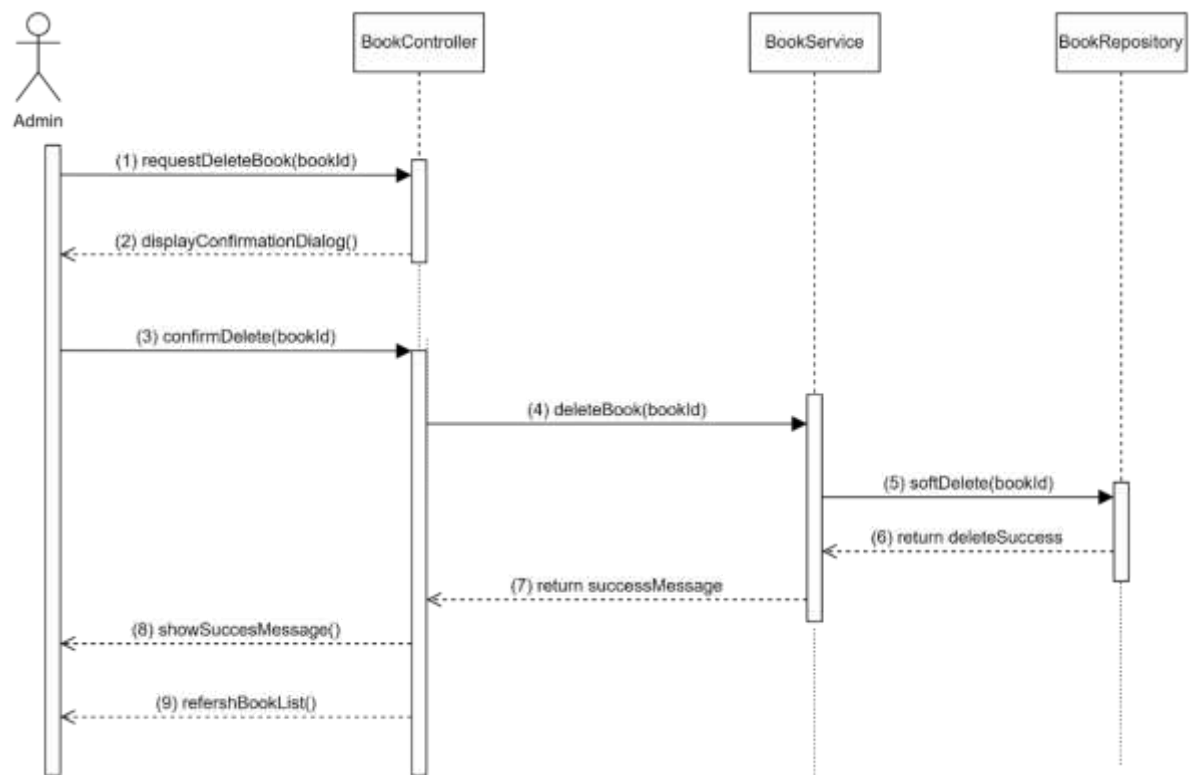 BookController
BookService
BookRepository
Admin
(1) requestDeleteBook(bookId)
(2) displayConfirmationDialog()
(3) confirmDelete(bookId)
(4) deleteBook(bookId)
(5) softDelete(bookId)
(6) return deleteSuccess
(7) return successMessage
(8) showSuccesMessage()
(9) refershBookList()